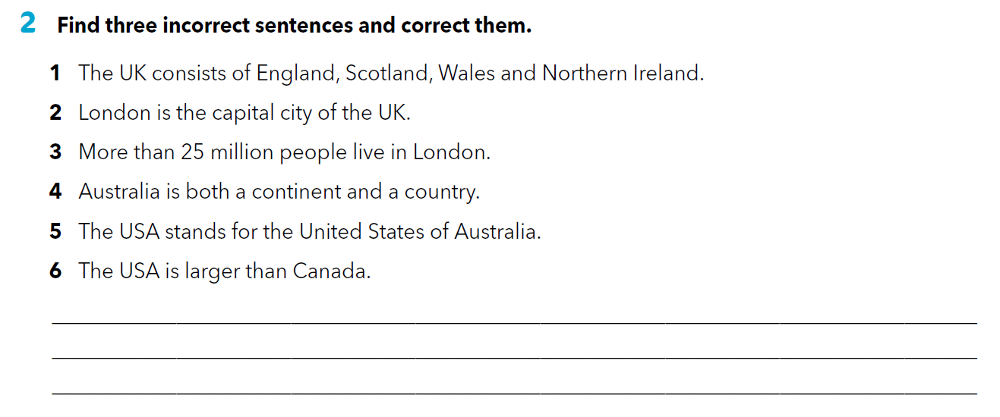 2 Find three incorrect sentences and correct them.
1 The UK consists of England, Scotland, Wales and Northern Ireland.
2 London is the capital city of the UK.
3 More than 25 million people live in London.
4 Australia is both a continent and a country.
5 The USA stands for the United States of Australia.
6 The USA is larger than Canada.